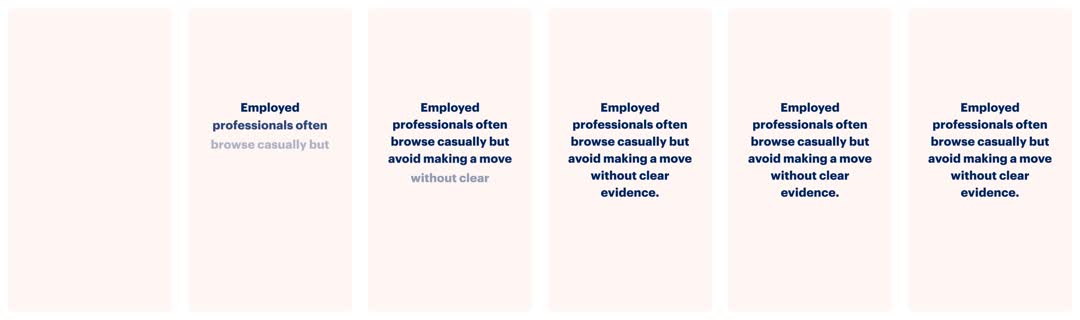 Employed
professionals often
browse casually but
Employed
professionals often
browse casually but
avoid making a move
without clear
Employed
professionals often
browse casually but
avoid making a move
without clear
evidence.
Employed
professionals often
browse casually but
avoid making a move
without clear
evidence.
Employed
professionals often
browse casually but
avoid making a move
without clear
evidence.